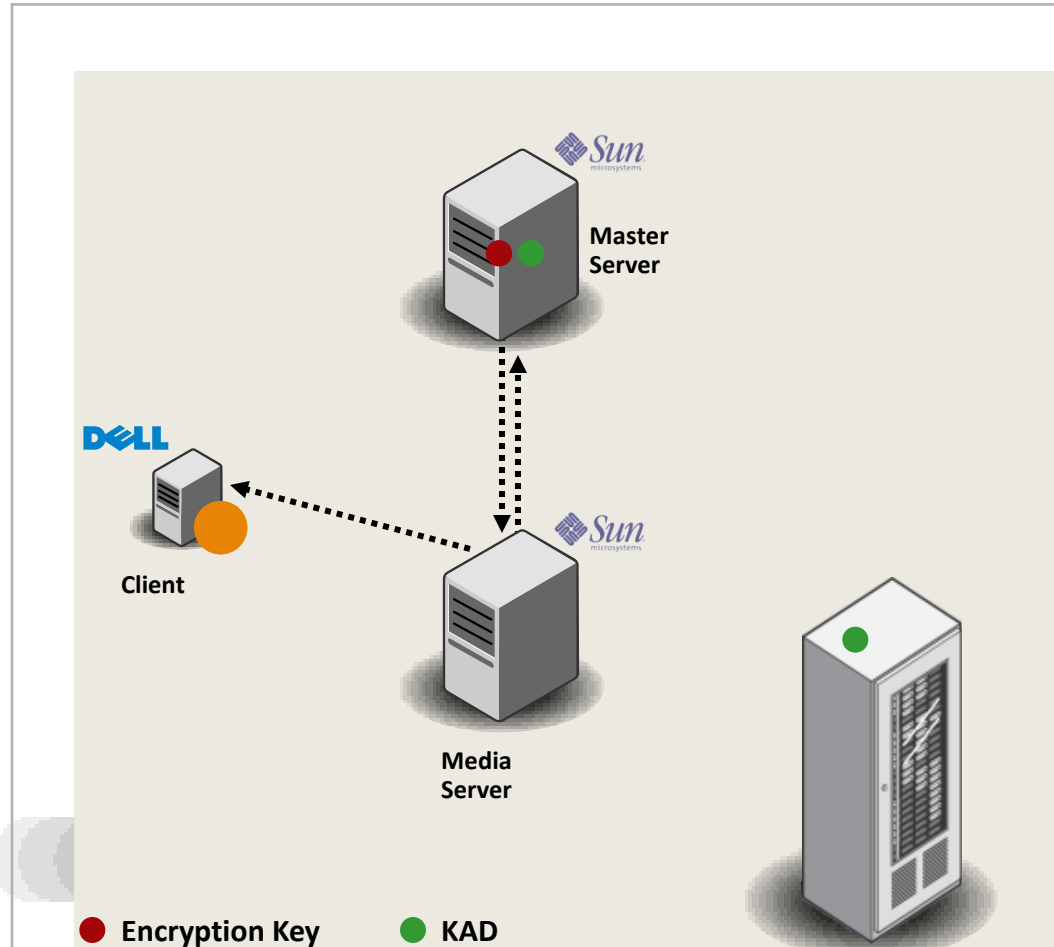 Sun
microsystems
Master
Server
DELL
Client
Sun
microsystems
Media
Server
Encryption Key
KAD